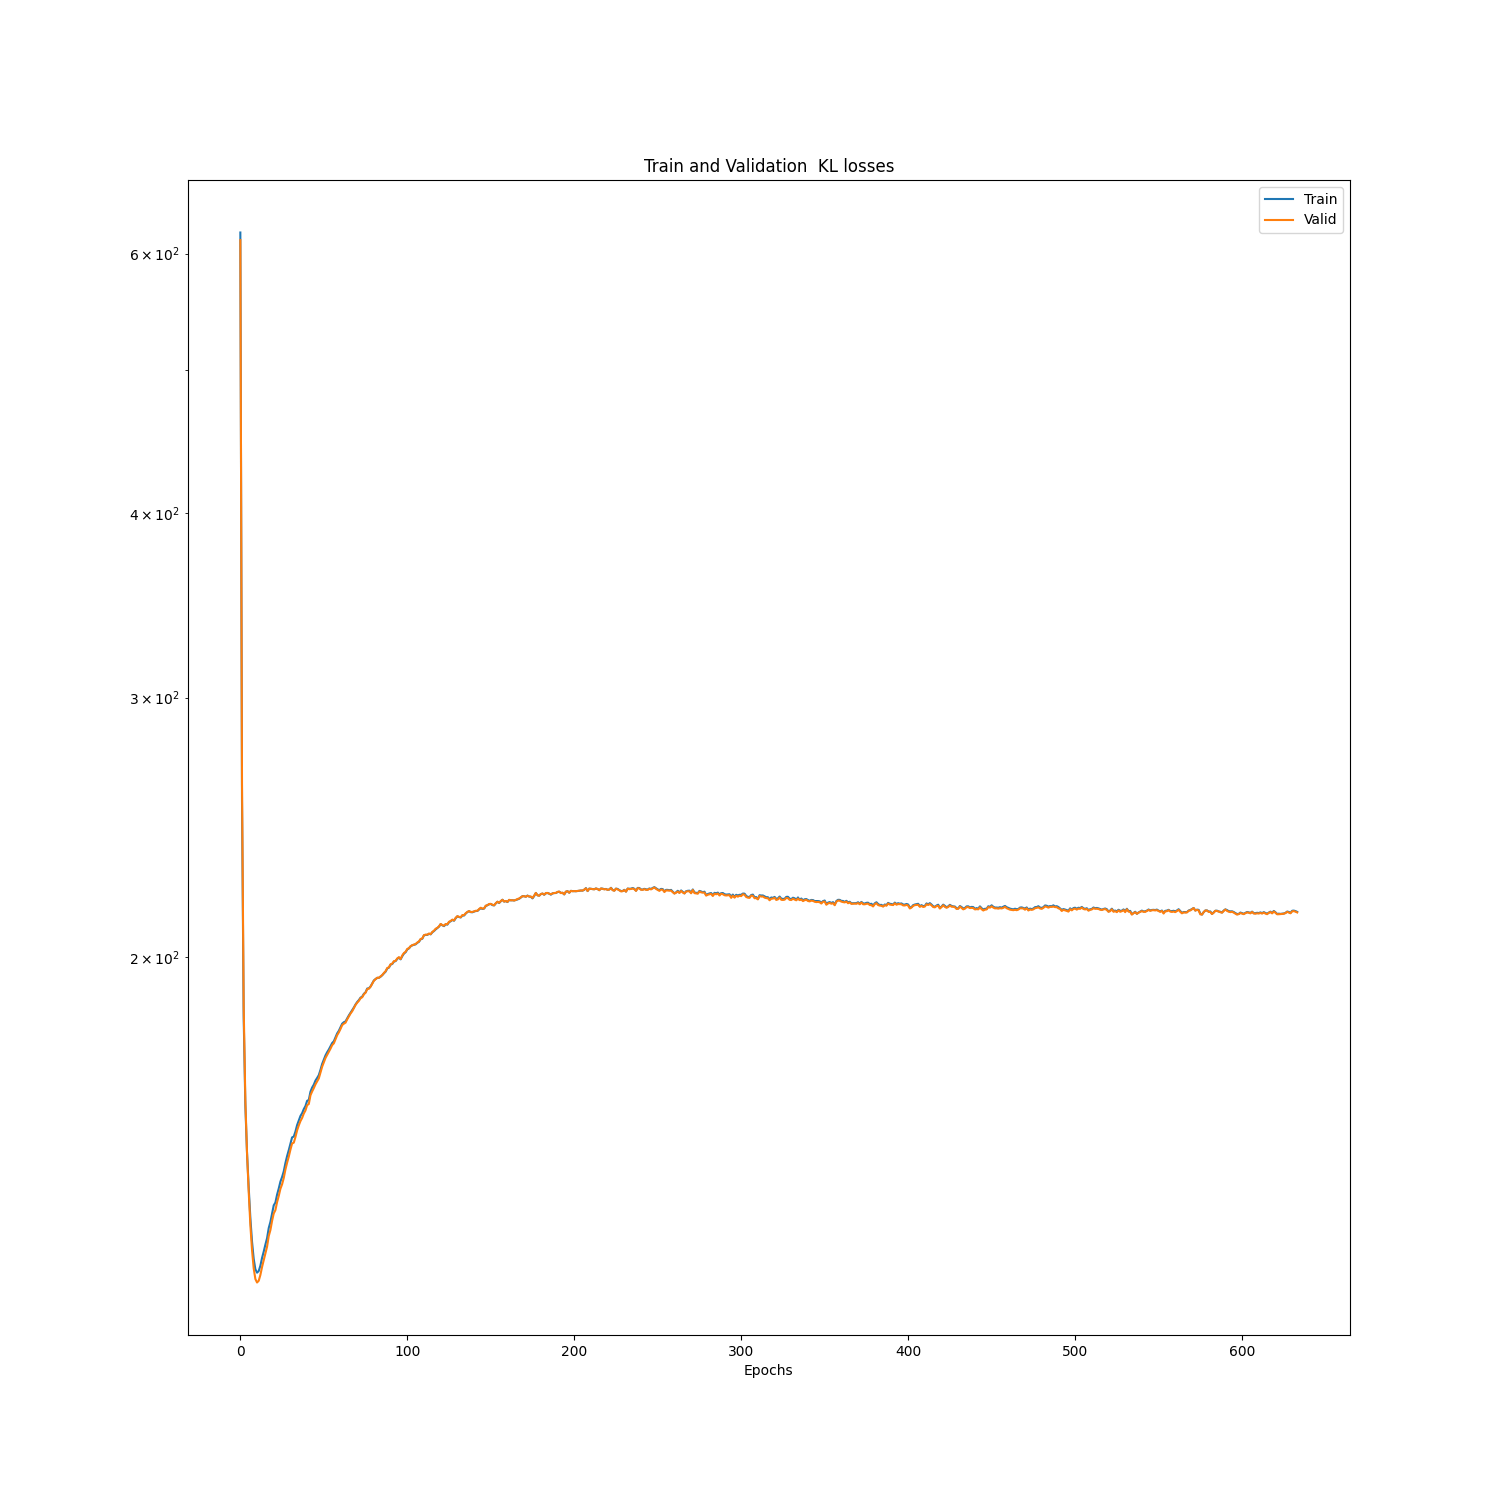 Train and Validation  KL losses
Train
Valid
6 × 10²
4 × 10²
3 × 10²
2 × 10²
0 100 200 300 400 500 600
Epochs